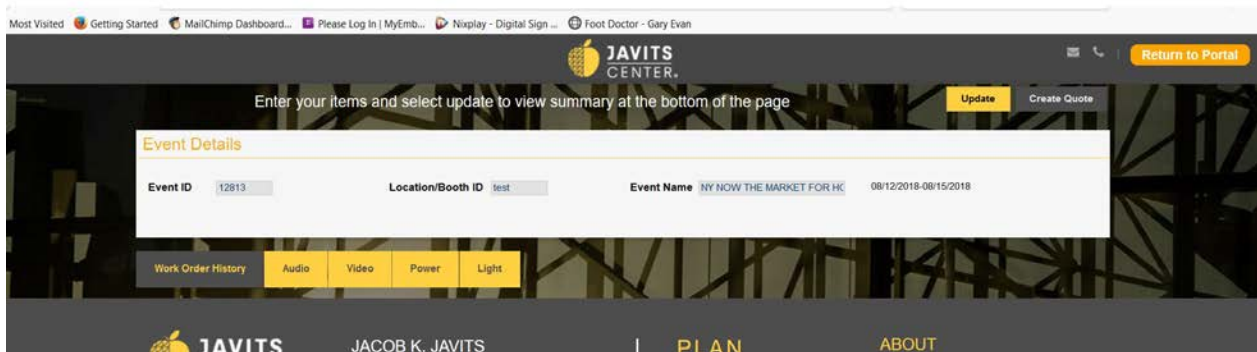 Most Visited Getting Started MailChimp Dashboard... Please Log In | MyEmb... Nixplay - Digital Sign ... Foot Doctor - Gary Evan
JAVITS
CENTER.
Return to Portal
Enter your items and select update to view summary at the bottom of the page
Update Create Quote
Event Details
Event ID 12813 Location/Booth ID test Event Name NY NOW THE MARKET FOR HC 08/12/2018-08/15/2018
Work Order History Audio Video Power Light
JAVITS JACOB K. JAVITS PLAN ABOUT